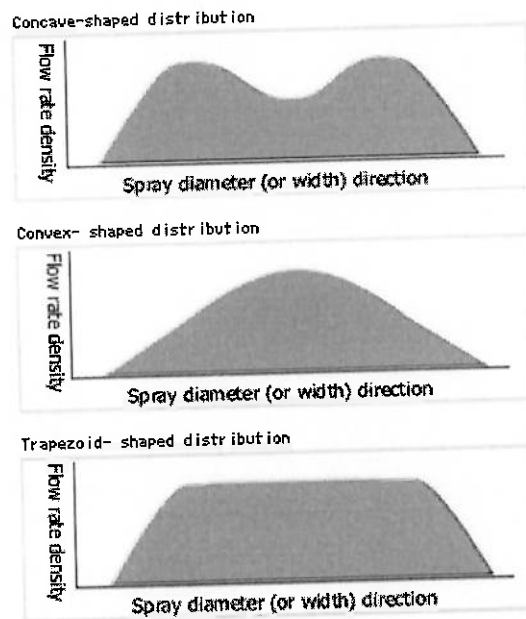 Concave-shaped distribution
Flow rate density
Spray diameter (or width) direction
Convex- shaped distribution
Flow rate density
Spray diameter (or width) direction
Trapezoid- shaped distribution
Flow rate density
Spray diameter (or width) direction